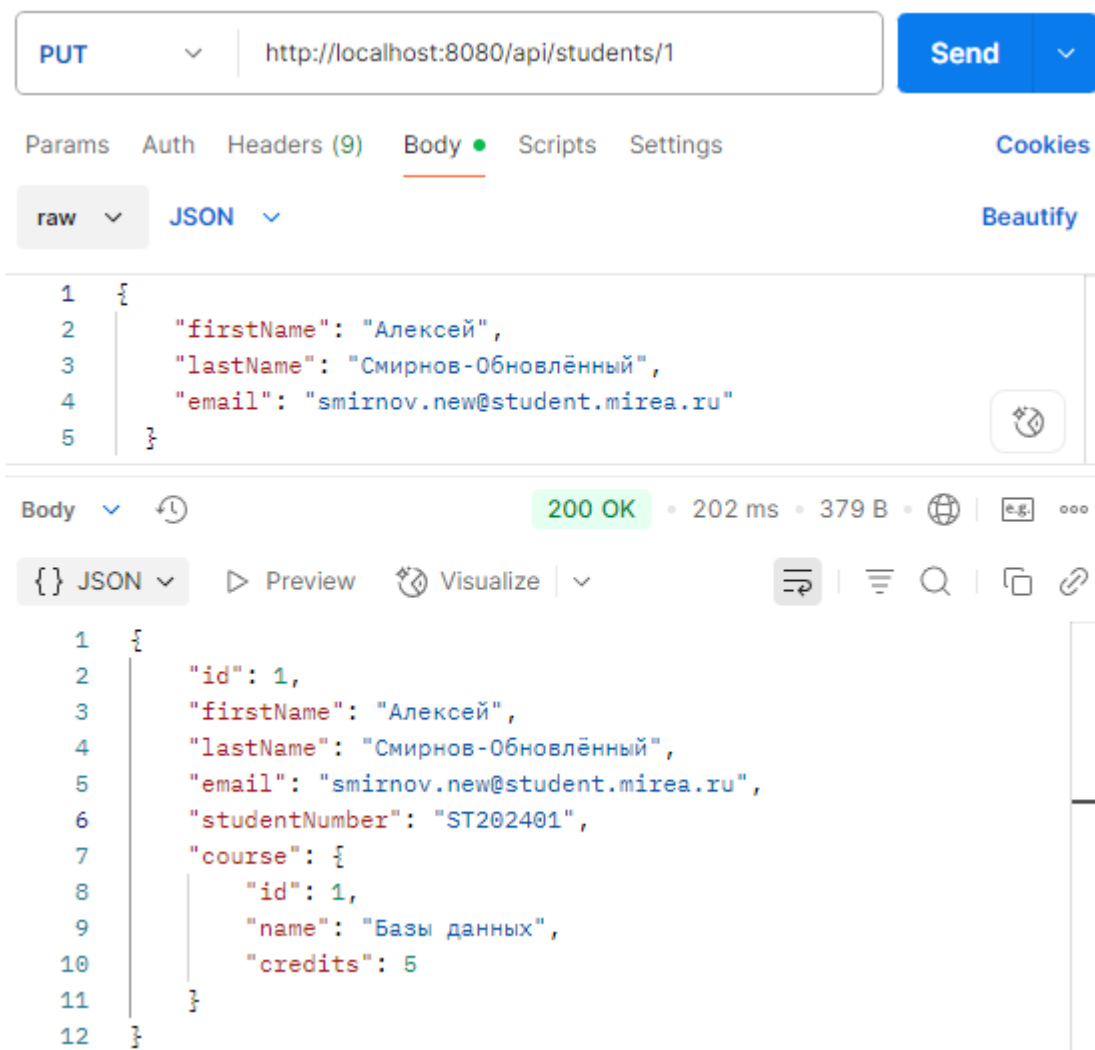 PUT http://localhost:8080/api/students/1 Send
Params Auth Headers (9) Body Scripts Settings Cookies
raw JSON Beautify
1 {
2 "firstName": "Алексей",
3 "lastName": "Смирнов-Обновлённый",
4 "email": "smirnov.new@student.mirea.ru"
5 }
Body 200 OK • 202 ms • 379 B • e.g. ooo
{} JSON Preview Visualize
1 {
2 "id": 1,
3 "firstName": "Алексей",
4 "lastName": "Смирнов-Обновлённый",
5 "email": "smirnov.new@student.mirea.ru",
6 "studentNumber": "ST202401",
7 "course": {
8 "id": 1,
9 "name": "Базы данных",
10 "credits": 5
11 }
12 }